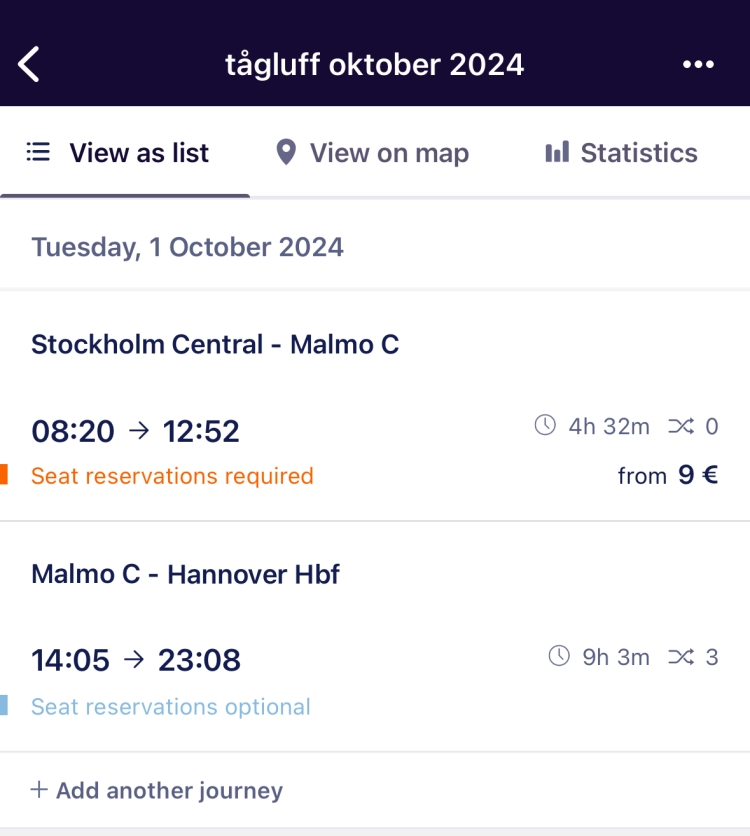 tågluff oktober 2024
View as list View on map Statistics
Tuesday, 1 October 2024
Stockholm Central - Malmo C
08:20 → 12:52 4h 32m 0
Seat reservations required from 9 €
Malmo C - Hannover Hbf
14:05 → 23:08 9h 3m 3
Seat reservations optional
+ Add another journey